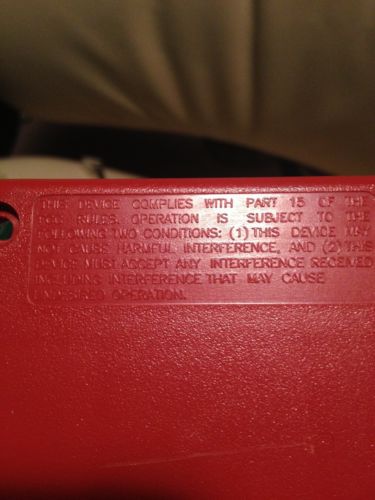 THIS DEVICE COMPLIES WITH PART 15 OF THE
FCC RULES. OPERATION IS SUBJECT TO THE
FOLLOWING TWO CONDITIONS: (1) THIS DEVICE MAY
NOT CAUSE HARMFUL INTERFERENCE, AND (2) THIS
DEVICE MUST ACCEPT ANY INTERFERENCE RECEIVED
INCLUDING INTERFERENCE THAT MAY CAUSE
UNDESIRED OPERATION.